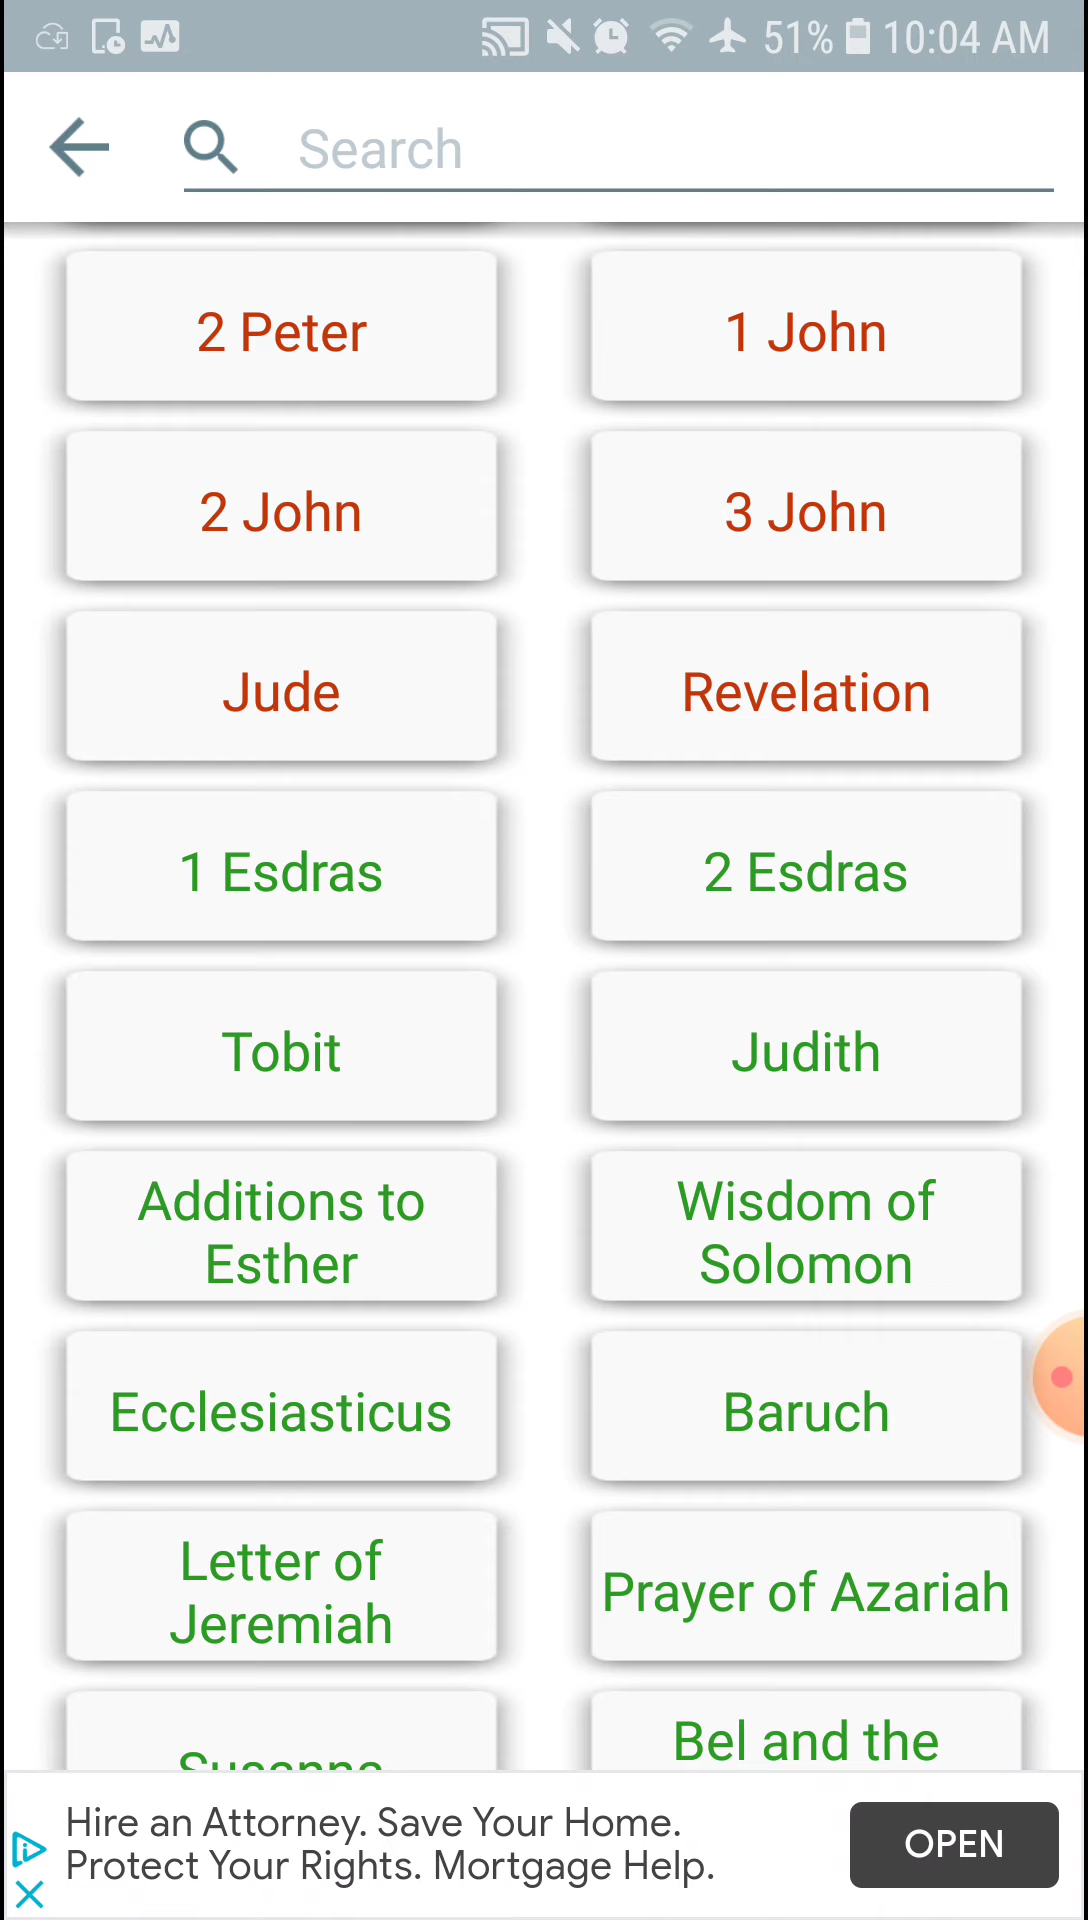 51% 10:04 AM
Search
2 Peter
1 John
2 John
3 John
Jude
Revelation
1 Esdras
2 Esdras
Tobit
Judith
Additions to
Esther
Wisdom of
Solomon
Ecclesiasticus
Baruch
Letter of
Jeremiah
Prayer of Azariah
Susanna
Bel and the
Hire an Attorney. Save Your Home.
Protect Your Rights. Mortgage Help.
OPEN